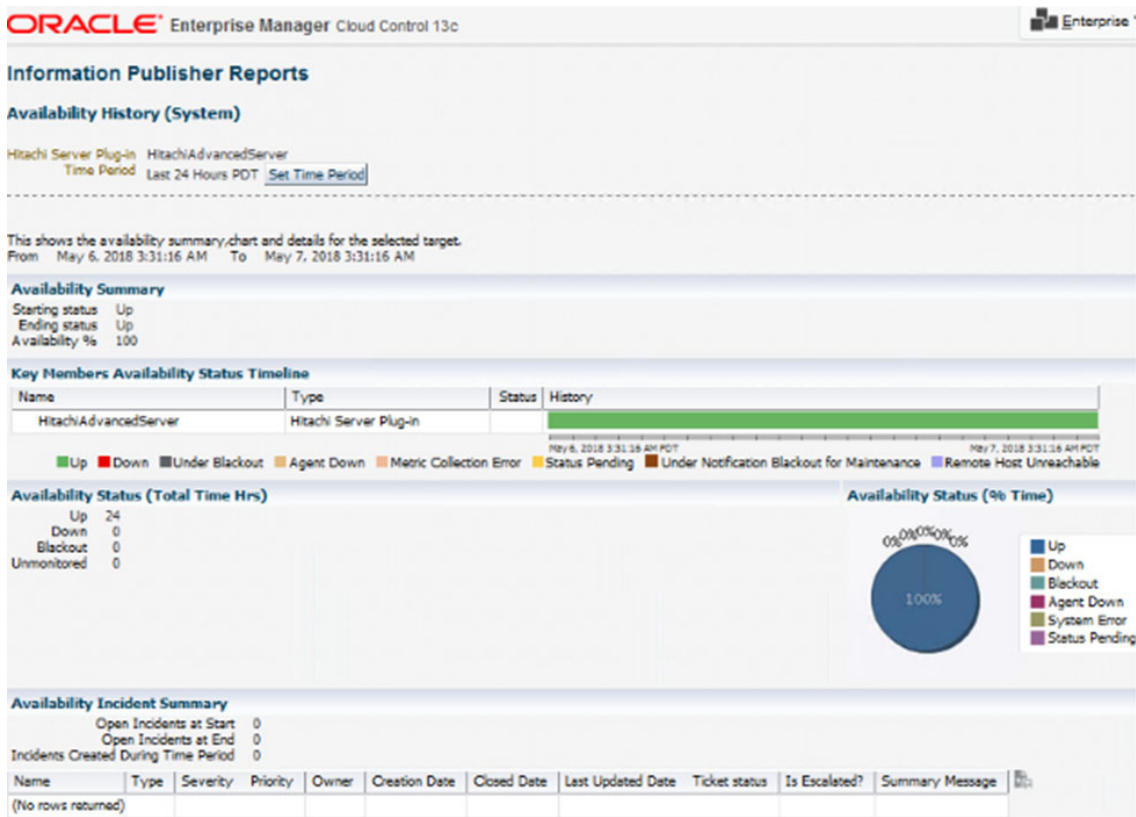 ORACLE® Enterprise Manager Cloud Control 13c
Enterprise
Information Publisher Reports
Availability History (System)
Hitachi Server Plug-in HitachiAdvancedServer
Time Period Last 24 Hours PDT Set Time Period
This shows the availability summary,chart and details for the selected target.
From May 6, 2018 3:31:16 AM To May 7, 2018 3:31:16 AM
Availability Summary
Starting status Up
Ending status Up
Availability % 100
Key Members Availability Status Timeline
Name Type Status History
HitachiAdvancedServer Hitachi Server Plug-in
May 6, 2018 3:31:16 AM PDT May 7, 2018 3:31:16 AM PDT
Up Down Under Blackout Agent Down Metric Collection Error Status Pending Under Notification Blackout for Maintenance Remote Host Unreachable
Availability Status (Total Time Hrs)
Up 24
Down 0
Blackout 0
Unmonitored 0
Availability Status (% Time)
0% 0% 0% 0% 0%
100%
Up
Down
Blackout
Agent Down
System Error
Status Pending
Availability Incident Summary
Open Incidents at Start 0
Open Incidents at End 0
Incidents Created During Time Period 0
Name Type Severity Priority Owner Creation Date Closed Date Last Updated Date Ticket status Is Escalated? Summary Message
(No rows returned)